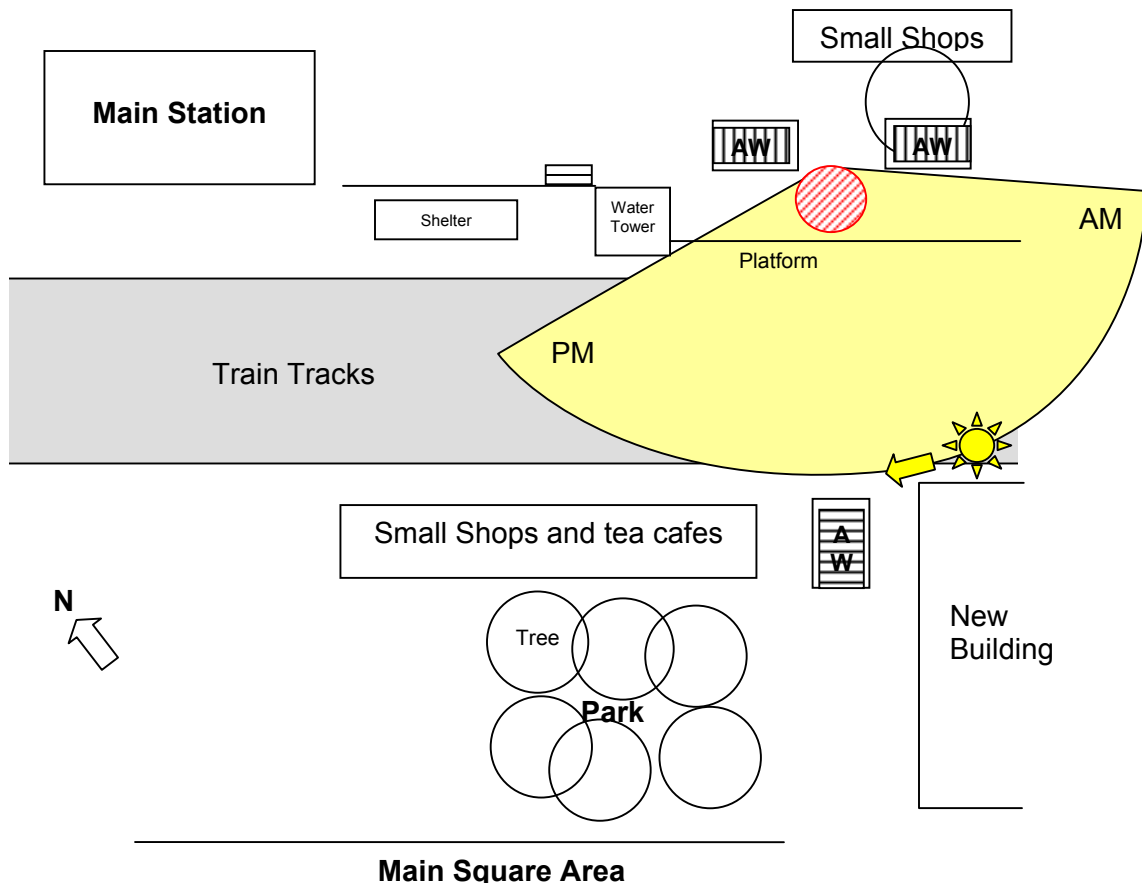 Small Shops
Main Station
AW
AW
Water
Tower
Shelter
AM
Platform
PM
Train Tracks
Small Shops and tea cafes
A
W
N
Tree
New
Building
Park
Main Square Area